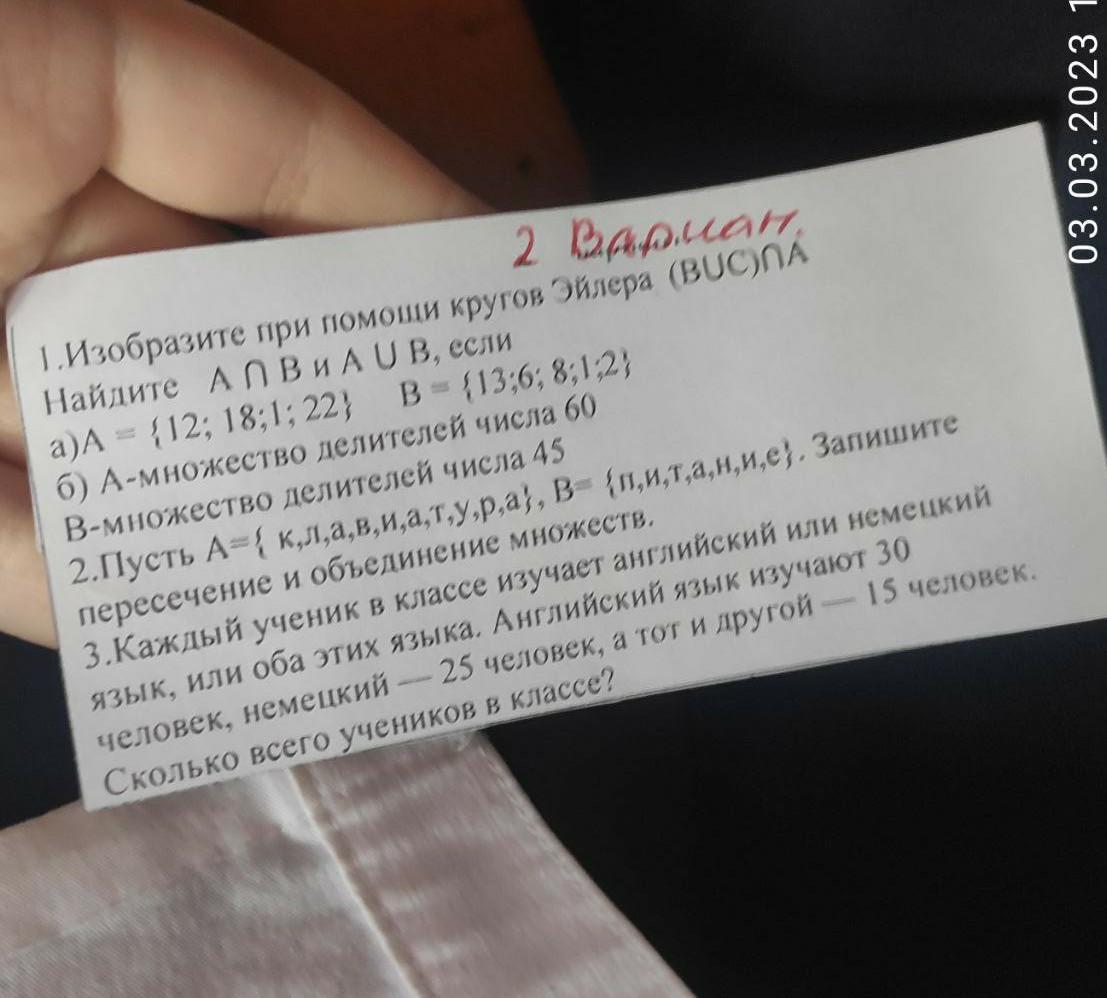 03.03.2023 1
2 Вариан.
1.Изобразите при помощи кругов Эйлера (BUC)∩A
Найдите А ∩ В и А U В, если
а)А = {12; 18;1; 22} В = {13;6; 8;1;2}
б) А-множество делителей числа 60
В-множество делителей числа 45
2.Пусть А={ к,л,а,в,и,а,т,у,р,а}, В= {п,и,т,а,н,и,е}. Запишите
пересечение и объединение множеств.
3.Каждый ученик в классе изучает английский или немецкий
язык, или оба этих языка. Английский язык изучают 30
человек, немецкий — 25 человек, а тот и другой — 15 человек.
Сколько всего учеников в классе?